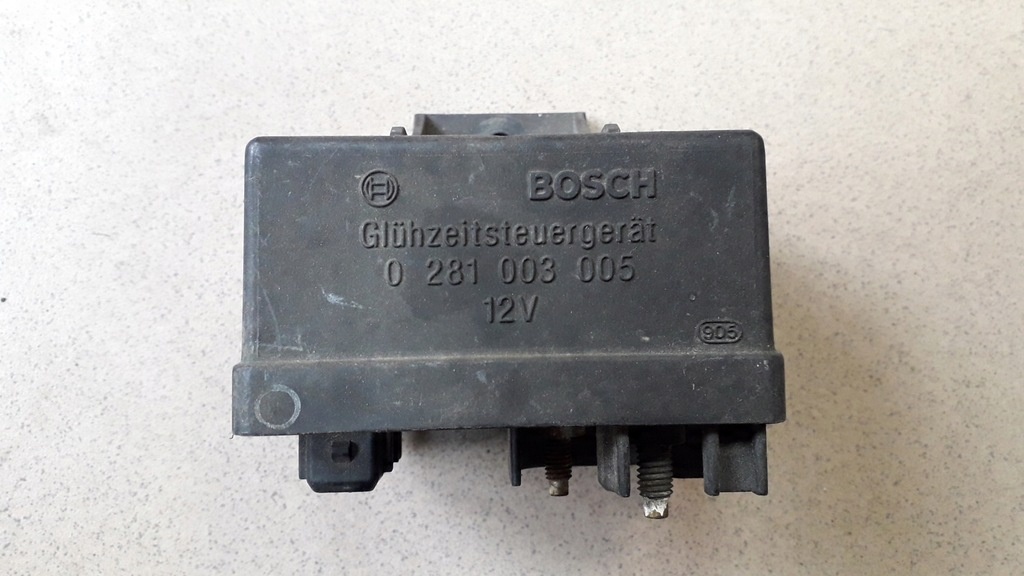 BOSCH
Glühzeitsteuergerät
0 281 003 005
12V
905